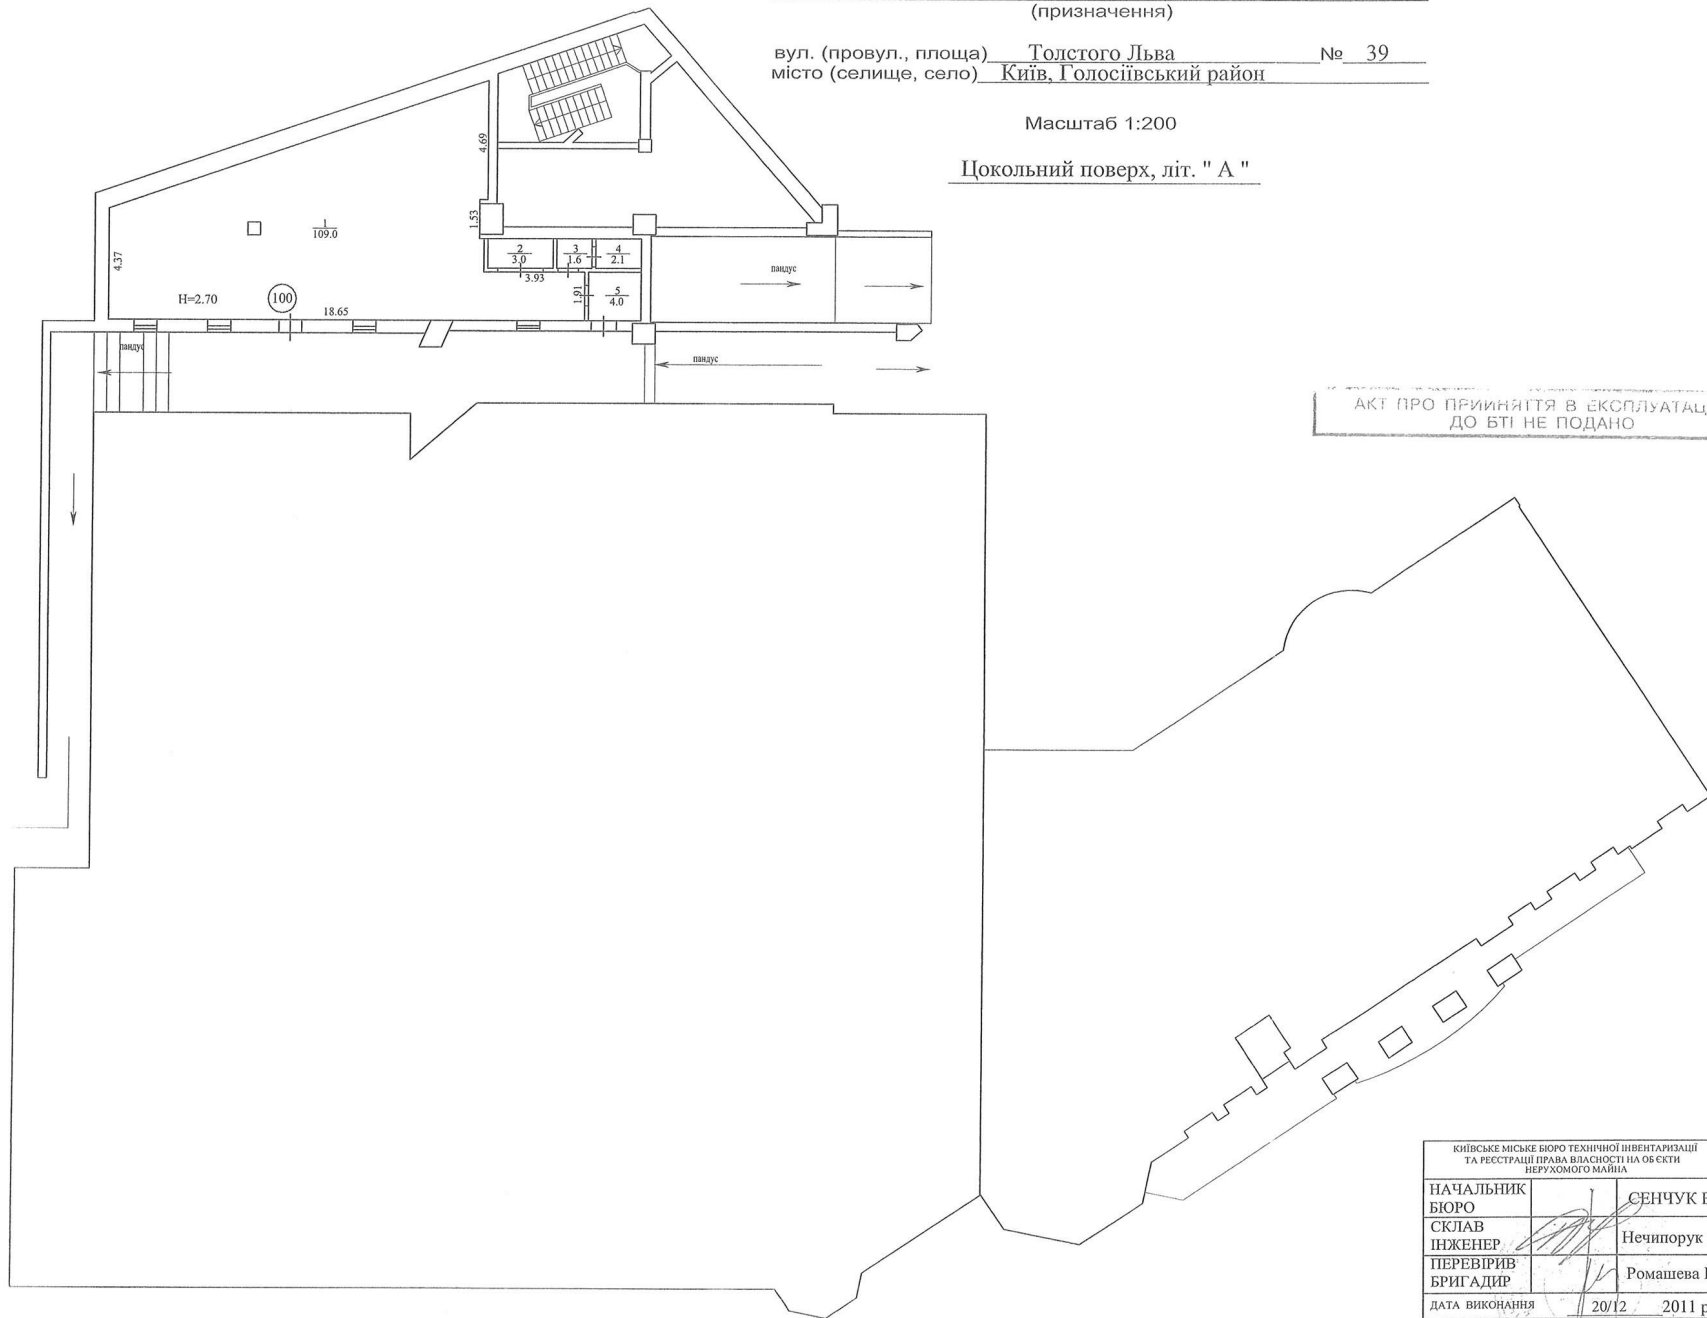 (призначення)
вул. (провул., площа) Толстого Льва № 39
місто (селище, село) Київ, Голосіївський район
Масштаб 1:200
Цокольний поверх, літ. " А "
4.69
1.53
1
109.0
4.37
2
3.0
3
1.6
4
2.1
3.93
1.91
5
4.0
Н=2.70
100
18.65
пандус
пандус
пандус
АКТ ПРО ПРИЙНЯТТЯ В ЕКСПЛУАТАЦ
ДО БТІ НЕ ПОДАНО
КИЇВСЬКЕ МІСЬКЕ БЮРО ТЕХНІЧНОЇ ІНВЕНТАРИЗАЦІЇ
ТА РЕЄСТРАЦІЇ ПРАВА ВЛАСНОСТІ НА ОБ ЄКТИ
НЕРУХОМОГО МАЙНА
НАЧАЛЬНИК
БЮРО
СЕНЧУК
СКЛАВ
ІНЖЕНЕР
Нечипорук
ПЕРЕВІРИВ
БРИГАДИР
Ромашева
ДАТА ВИКОНАННЯ 20/12 2011 р